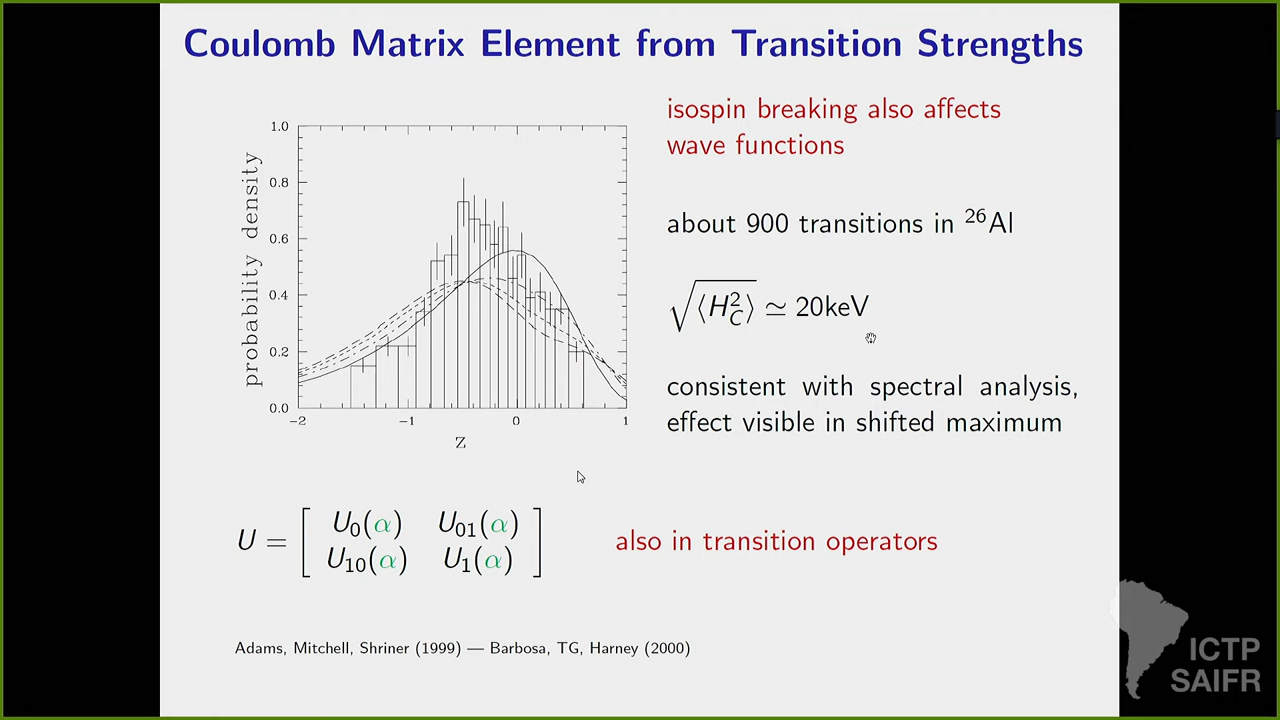 Coulomb Matrix Element from Transition Strengths
isospin breaking also affects
wave functions
about 900 transitions in ²⁶Al
√⟨H_C²⟩ ≃ 20keV
consistent with spectral analysis,
effect visible in shifted maximum
probability density
1.0
0.8
0.6
0.4
0.2
0.0
−2 −1 0 1
z
U = [ U₀(α) U₀₁(α)
U₁₀(α) U₁(α) ]
also in transition operators
Adams, Mitchell, Shriner (1999) — Barbosa, TG, Harney (2000)
ICTP
SAIFR